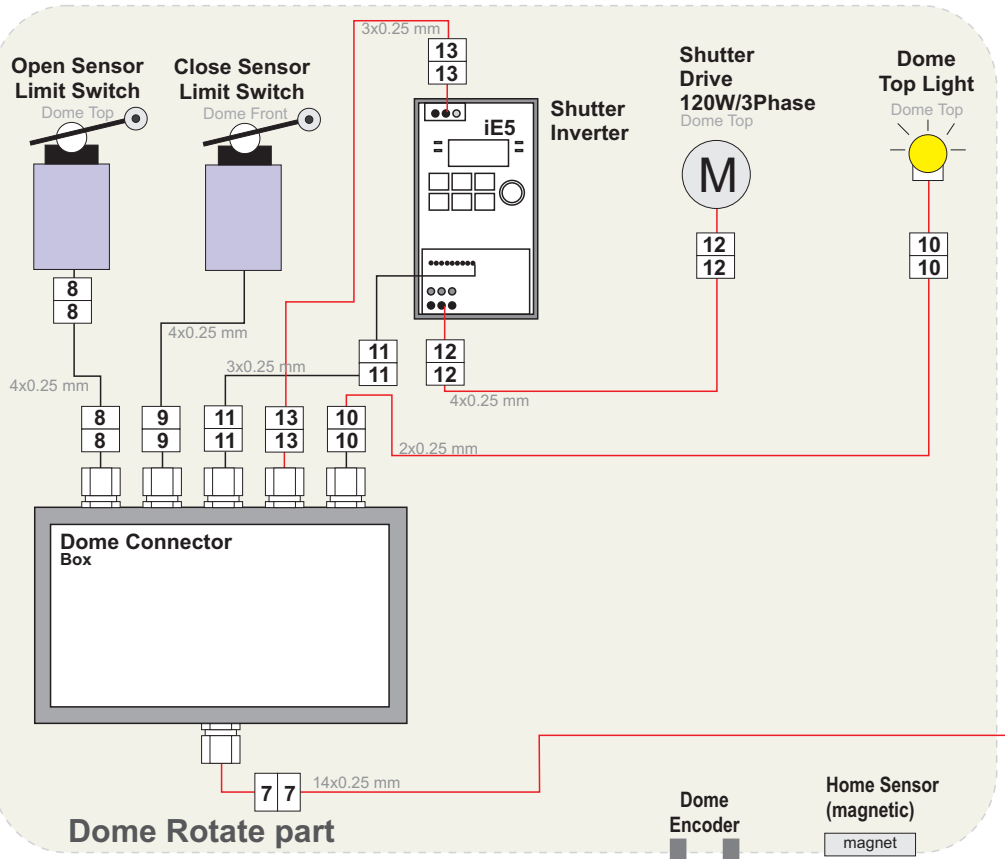 Open Sensor
Limit Switch
Dome Top
Close Sensor
Limit Switch
Dome Front
3x0.25 mm
13
13
iE5
Shutter
Inverter
Shutter
Drive
120W/3Phase
Dome Top
M
Dome
Top Light
Dome Top
8
8
12
12
10
10
4x0.25 mm
3x0.25 mm
11
11
12
12
4x0.25 mm
4x0.25 mm
8
8
9
9
11
11
13
13
10
10
2x0.25 mm
Dome Connector
Box
7 7
14x0.25 mm
Dome Rotate part
Dome
Encoder
Home Sensor
(magnetic)
magnet